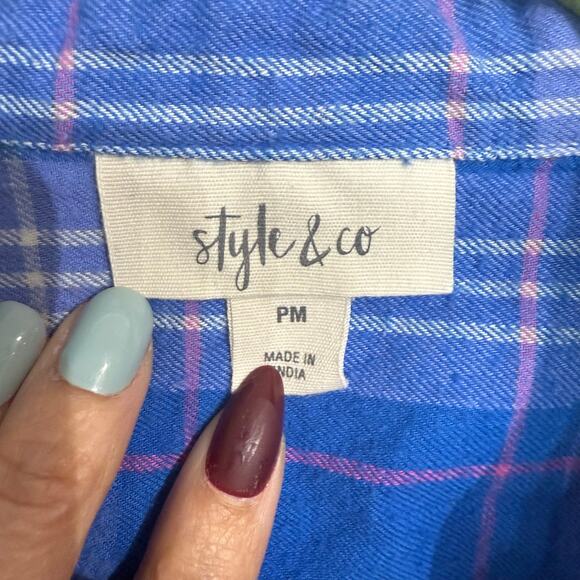 style & co
PM
MADE IN
INDIA